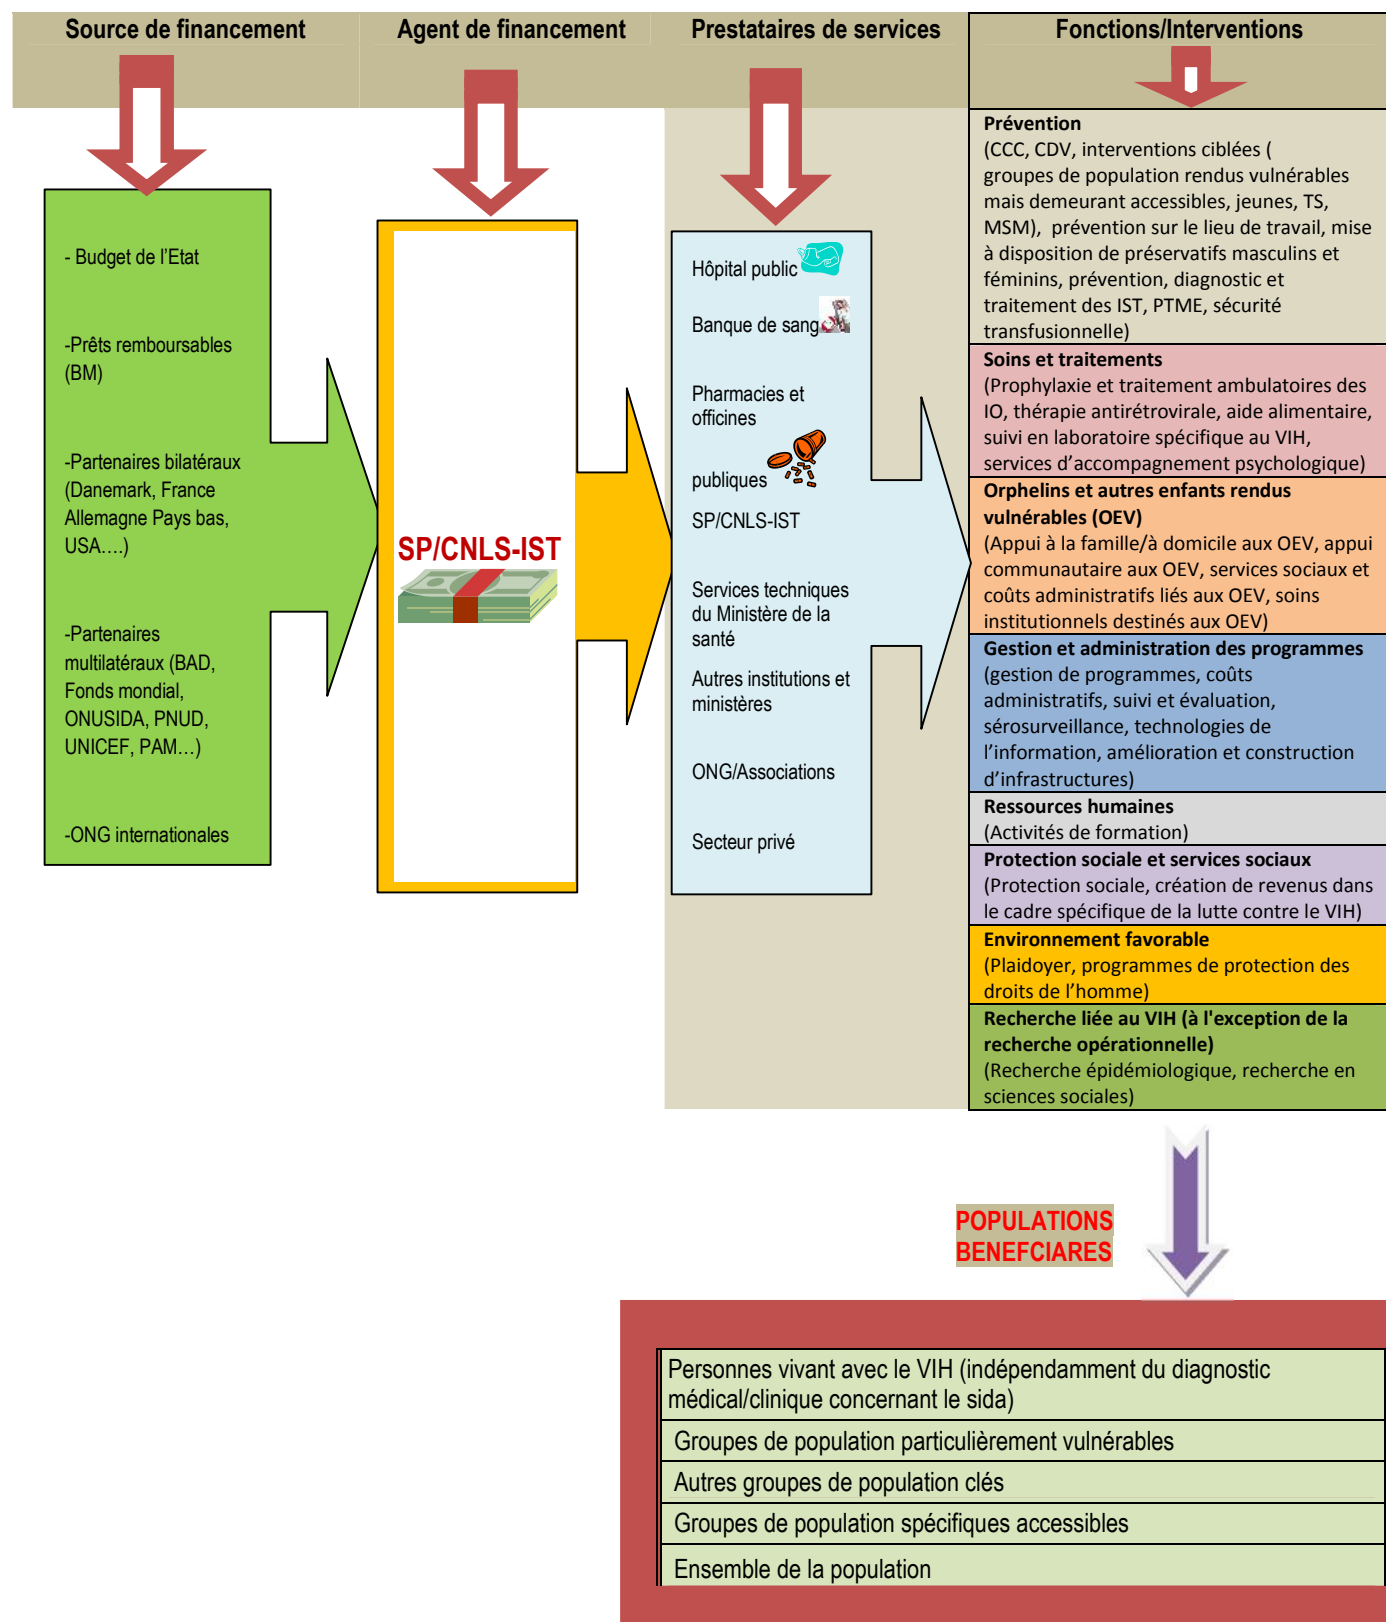 Source de financement
Agent de financement
Prestataires de services
Fonctions/Interventions
- Budget de l'Etat
-Prêts remboursables
(BM)
-Partenaires bilatéraux
(Danemark, France
Allemagne Pays bas,
USA….)
-Partenaires
multilatéraux (BAD,
Fonds mondial,
ONUSIDA, PNUD,
UNICEF, PAM…)
-ONG internationales
SP/CNLS-IST
Hôpital public
Banque de sang
Pharmacies et
officines
publiques
SP/CNLS-IST
Services techniques
du Ministère de la
santé
Autres institutions et
ministères
ONG/Associations
Secteur privé
Prévention
(CCC, CDV, interventions ciblées (
groupes de population rendus vulnérables
mais demeurant accessibles, jeunes, TS,
MSM), prévention sur le lieu de travail, mise
à disposition de préservatifs masculins et
féminins, prévention, diagnostic et
traitement des IST, PTME, sécurité
transfusionnelle)
Soins et traitements
(Prophylaxie et traitement ambulatoires des
IO, thérapie antirétrovirale, aide alimentaire,
suivi en laboratoire spécifique au VIH,
services d'accompagnement psychologique)
Orphelins et autres enfants rendus
vulnérables (OEV)
(Appui à la famille/à domicile aux OEV, appui
communautaire aux OEV, services sociaux et
coûts administratifs liés aux OEV, soins
institutionnels destinés aux OEV)
Gestion et administration des programmes
(gestion de programmes, coûts
administratifs, suivi et évaluation,
sérosurveillance, technologies de
l'information, amélioration et construction
d'infrastructures)
Ressources humaines
(Activités de formation)
Protection sociale et services sociaux
(Protection sociale, création de revenus dans
le cadre spécifique de la lutte contre le VIH)
Environnement favorable
(Plaidoyer, programmes de protection des
droits de l'homme)
Recherche liée au VIH (à l'exception de la
recherche opérationnelle)
(Recherche épidémiologique, recherche en
sciences sociales)
POPULATIONS
BENEFCIARES
Personnes vivant avec le VIH (indépendamment du diagnostic
médical/clinique concernant le sida)
Groupes de population particulièrement vulnérables
Autres groupes de population clés
Groupes de population spécifiques accessibles
Ensemble de la population